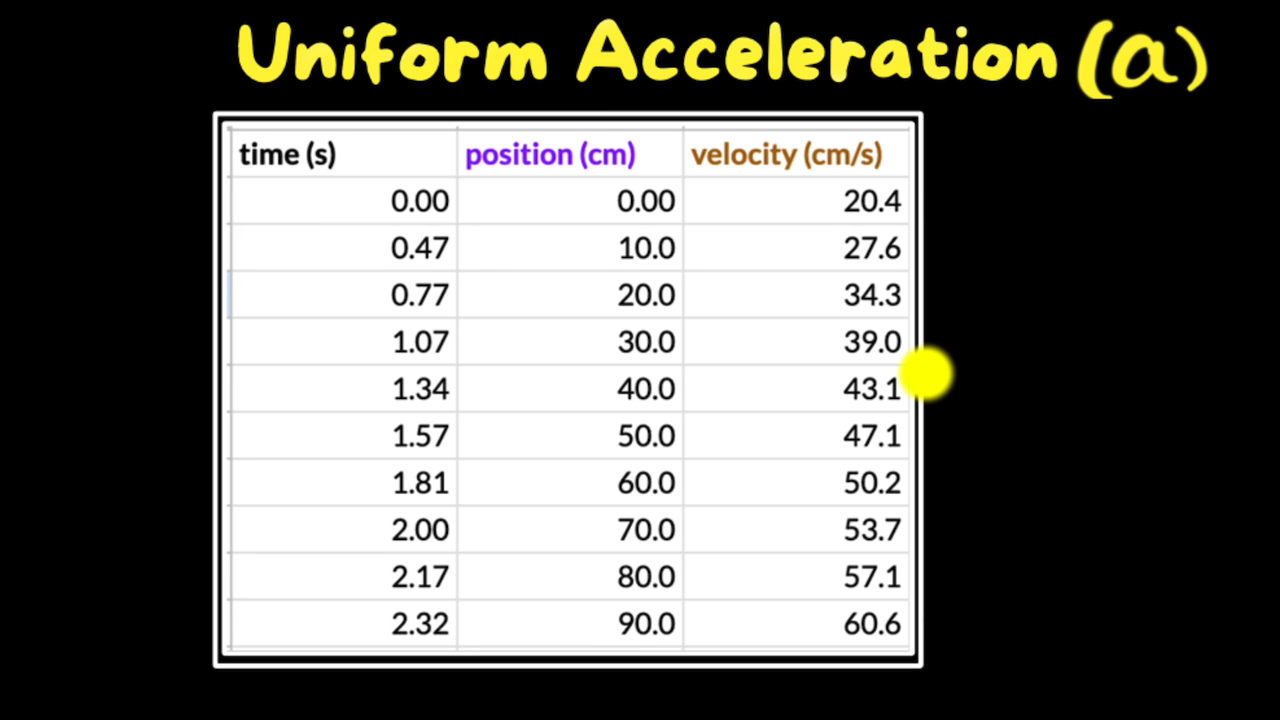 Uniform Acceleration (a)
time (s) position (cm) velocity (cm/s)
0.00 0.00 20.4
0.47 10.0 27.6
0.77 20.0 34.3
1.07 30.0 39.0
1.34 40.0 43.1
1.57 50.0 47.1
1.81 60.0 50.2
2.00 70.0 53.7
2.17 80.0 57.1
2.32 90.0 60.6